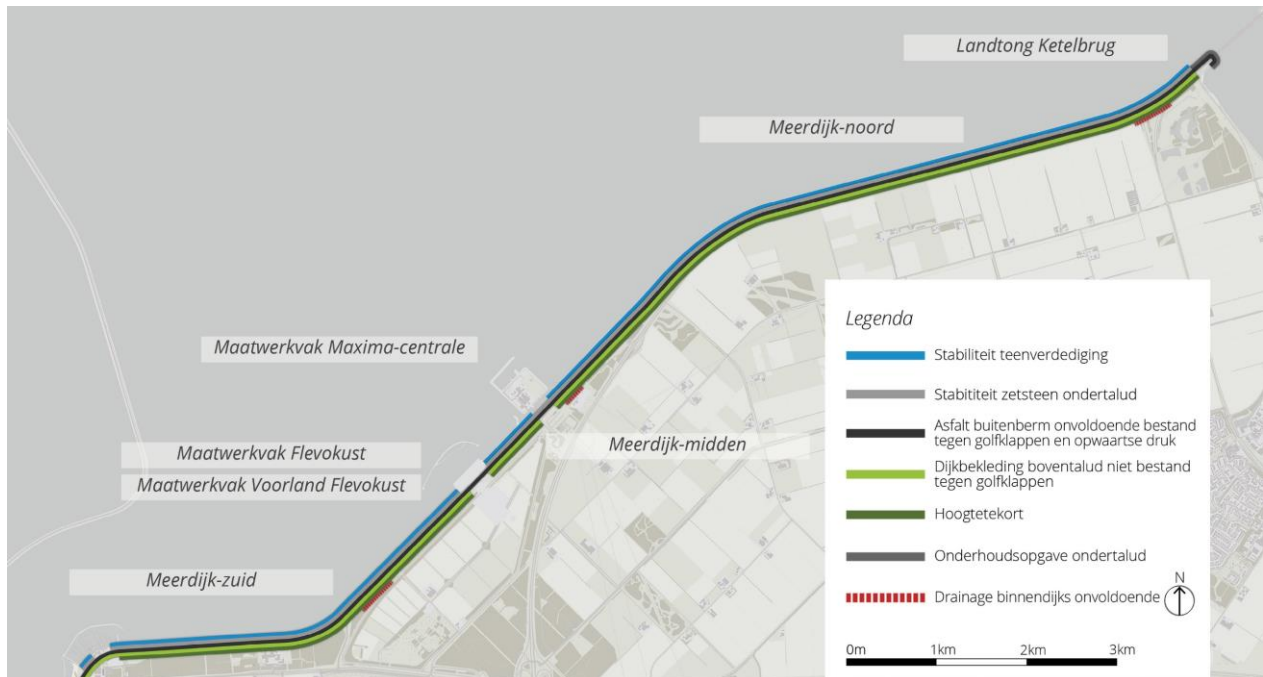 Landtong Ketelbrug
Meerdijk-noord
Maatwerkvak Maxima-centrale
Meerdijk-midden
Maatwerkvak Flevokust
Maatwerkvak Voorland Flevokust
Meerdijk-zuid
Legenda
Stabiliteit teenverdediging
Stabititeit zetsteen ondertalud
Asfalt buitenberm onvoldoende bestand
tegen golfklappen en opwaartse druk
Dijkbekleding boventalud niet bestand
tegen golfklappen
Hoogtetekort
Onderhoudsopgave ondertalud
Drainage binnendijks onvoldoende
N
0m 1km 2km 3km